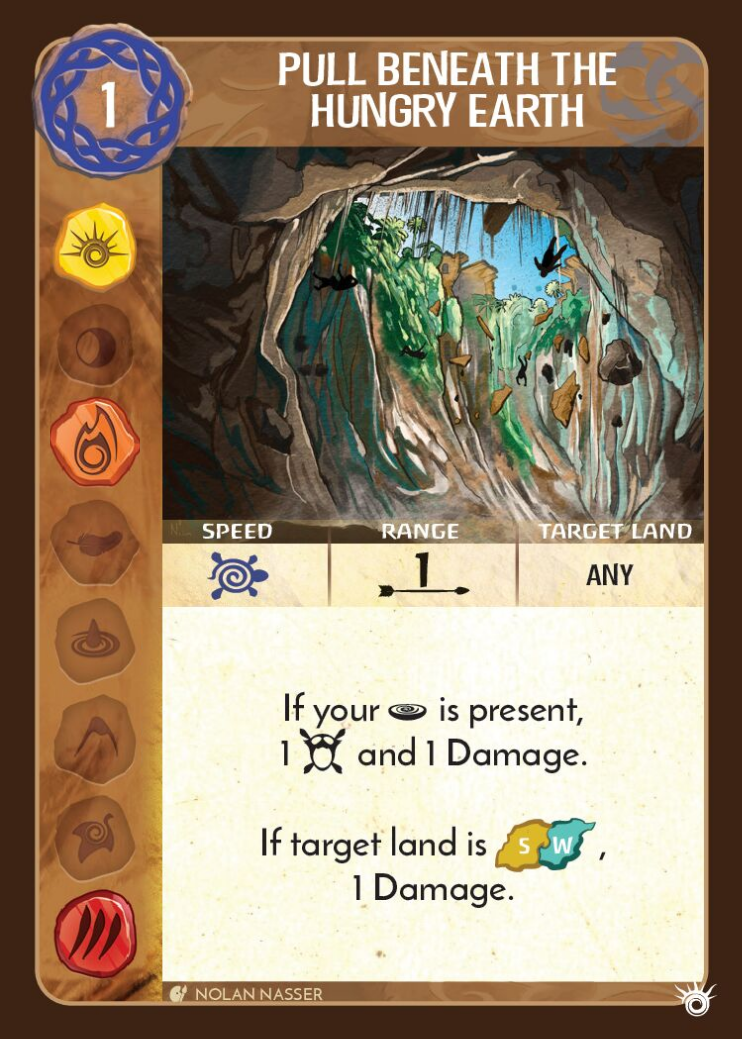 1
PULL BENEATH THE
HUNGRY EARTH
SPEED RANGE TARGET LAND
1 ANY
If your is present,
1 and 1 Damage.
If target land is S W ,
1 Damage.
NOLAN NASSER